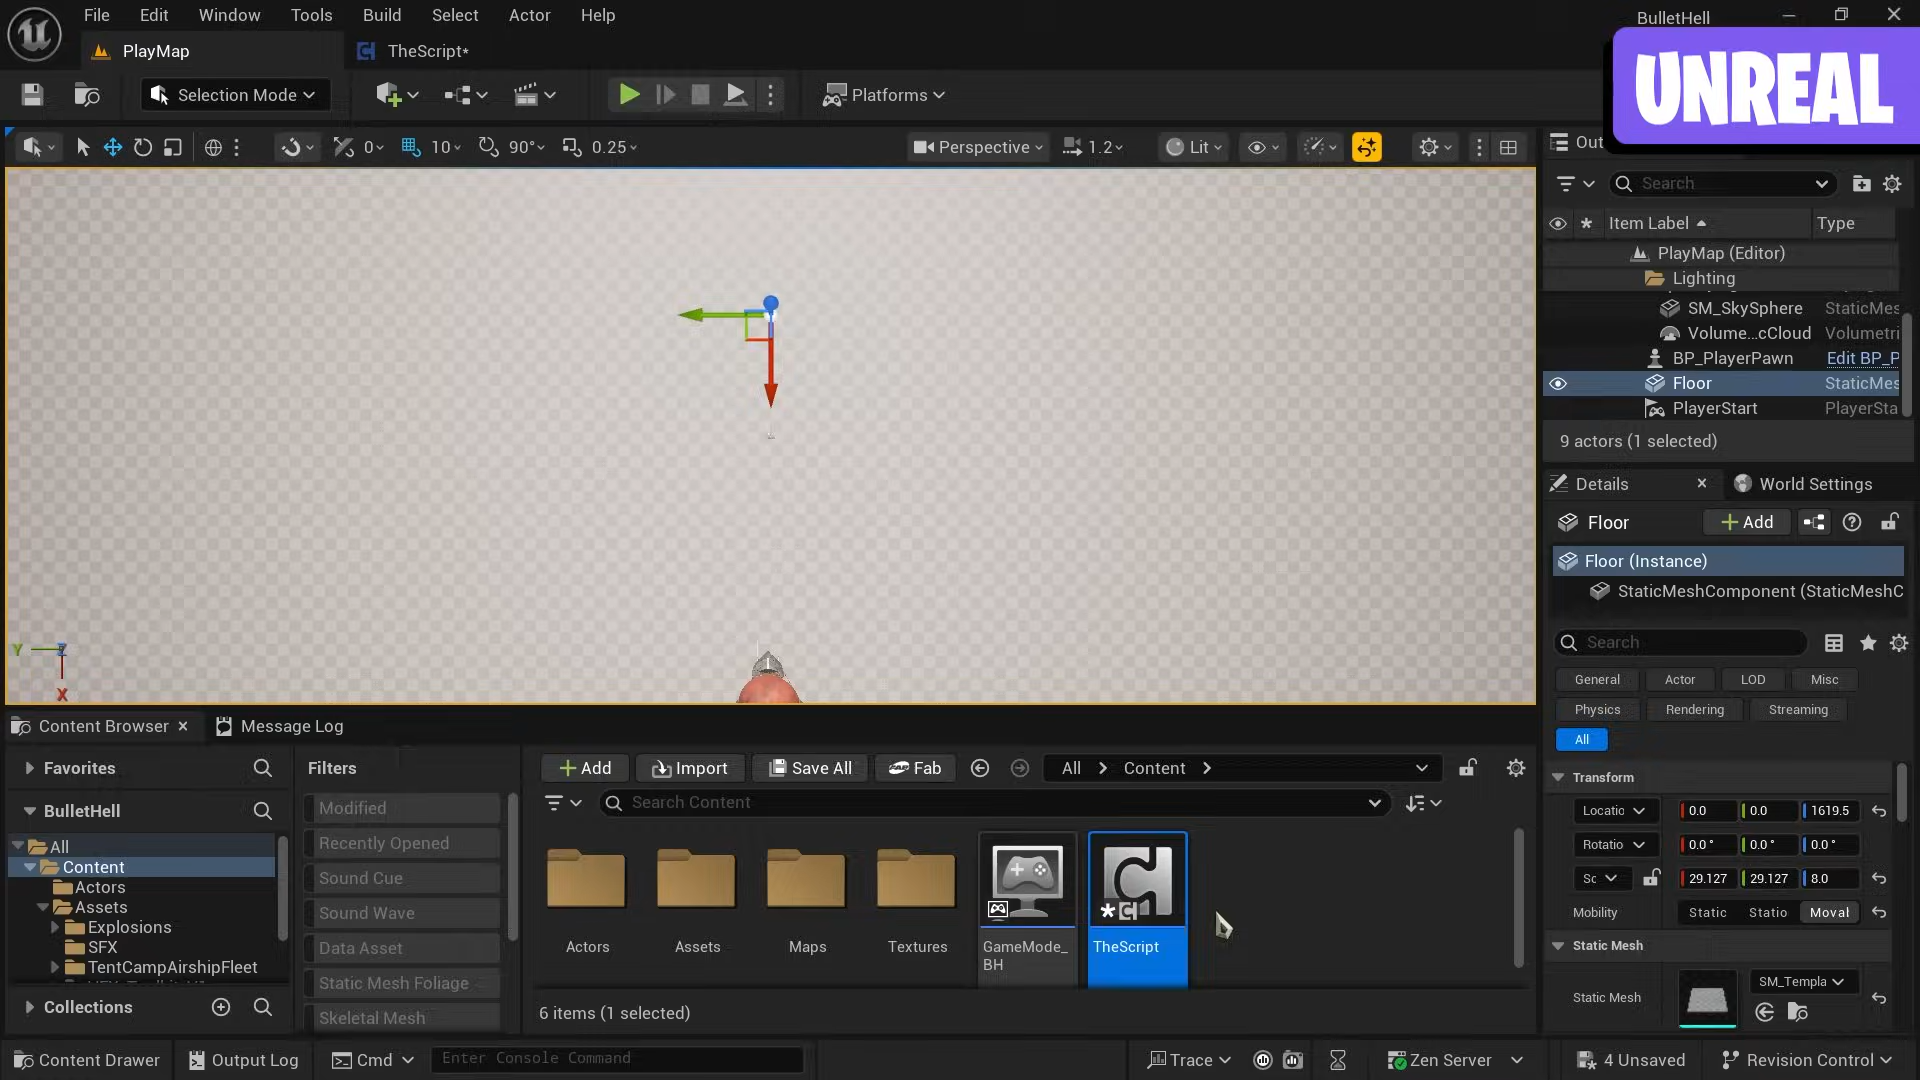 File Edit Window Tools Build Select Actor Help
BulletHell
UNREAL
PlayMap
TheScript*
Selection Mode
Platforms
0
10
90°
0.25
Perspective
1.2
Lit
Out
Search
Item Label
Type
PlayMap (Editor)
Lighting
SM_SkySphere StaticMes
Volume...cCloud Volumetri
BP_PlayerPawn Edit BP_P
Floor StaticMes
PlayerStart PlayerSta
9 actors (1 selected)
Details
World Settings
Floor
Add
Floor (Instance)
StaticMeshComponent (StaticMeshC
Search
General Actor LOD Misc
Physics Rendering Streaming
All
Transform
Locatio 0.0 0.0 1619.5
Rotatio 0.0° 0.0° 0.0°
Sc 29.127 29.127 8.0
Mobility Static Statio Moval
Static Mesh
Static Mesh
SM_Templa
Y
Z
X
Content Browser
Message Log
Favorites
BulletHell
All
Content
Actors
Assets
Explosions
SFX
TentCampAirshipFleet
Collections
Filters
Modified
Recently Opened
Sound Cue
Sound Wave
Data Asset
Static Mesh Foliage
Skeletal Mesh
Add Import Save All Fab
All > Content >
Search Content
Actors
Assets
Maps
Textures
GameMode_
BH
TheScript
6 items (1 selected)
Content Drawer
Output Log
Cmd
Enter Console Command
Trace
Zen Server
4 Unsaved
Revision Control